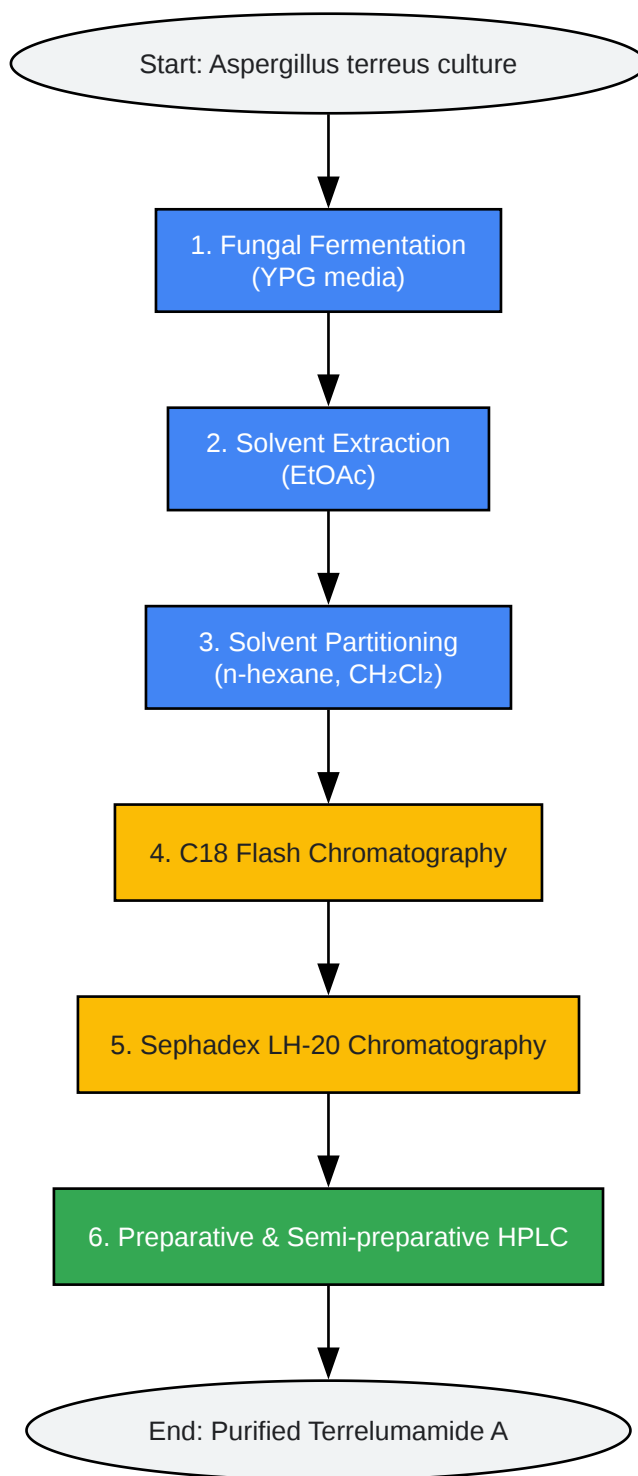 Start: Aspergillus terreus culture
1. Fungal Fermentation
(YPG media)
2. Solvent Extraction
(EtOAc)
3. Solvent Partitioning
(n-hexane, CH₂Cl₂)
4. C18 Flash Chromatography
5. Sephadex LH-20 Chromatography
6. Preparative & Semi-preparative HPLC
End: Purified Terrelumamide A